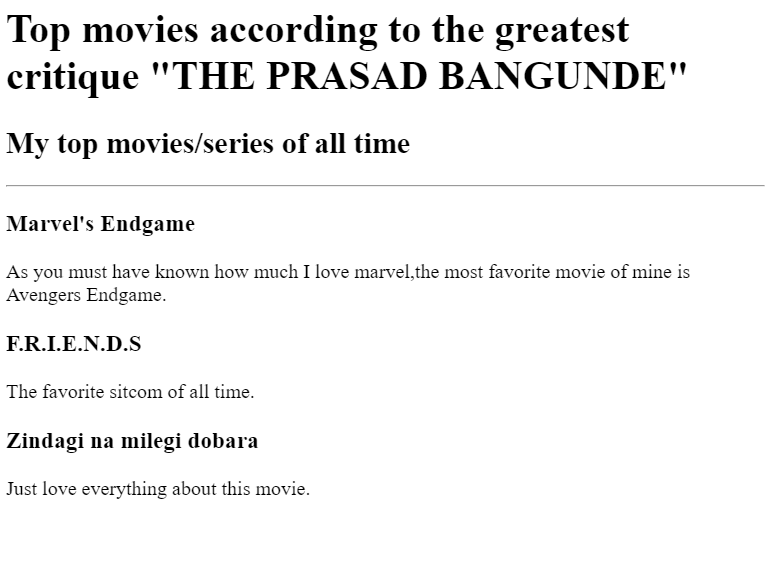 Top movies according to the greatest
critique "THE PRASAD BANGUNDE"
My top movies/series of all time
Marvel's Endgame
As you must have known how much I love marvel,the most favorite movie of mine is
Avengers Endgame.
F.R.I.E.N.D.S
The favorite sitcom of all time.
Zindagi na milegi dobara
Just love everything about this movie.